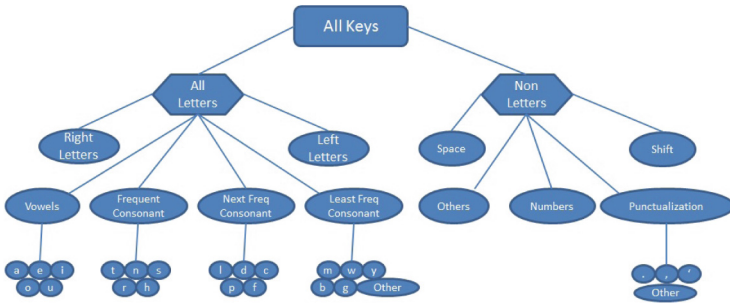 All Keys
All
Letters
Non
Letters
Right
Letters
Left
Letters
Space
Shift
Vowels
Frequent
Consonant
Next Freq
Consonant
Least Freq
Consonant
Others
Numbers
Punctualization
a e i
o u
t n s
r h
l d c
p f
m w y
b g Other
. , ‘
Other